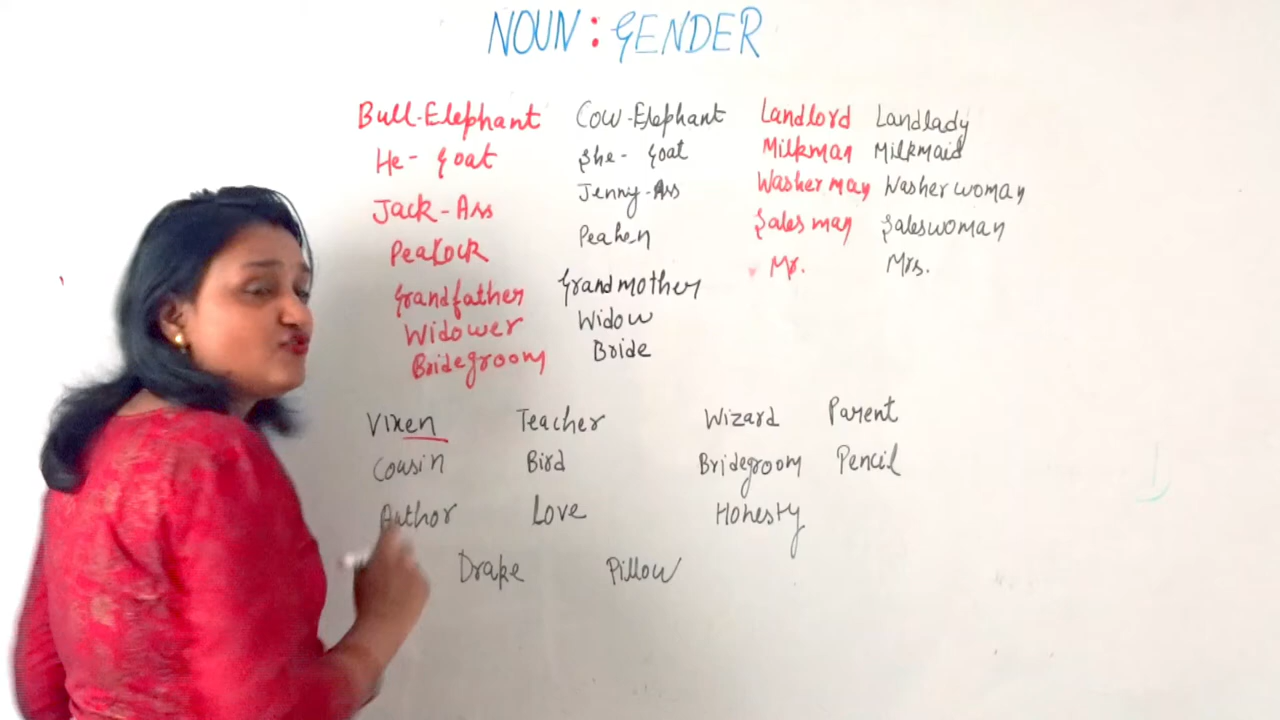 NOUN : GENDER
Bull-Elephant Cow-Elephant Landlord Landlady
He-Goat She-Goat Milkman Milkmaid
Jack-Ass Jenny-Ass Washerman Washerwoman
Peacock Peahen Salesman Saleswoman
Grandfather Grandmother Mr. Mrs.
Widower Widow
Bridegroom Bride
Vixen Teacher Wizard Parent
Cousin Bird Bridegroom Pencil
Author Love Honesty
Drake Pillow